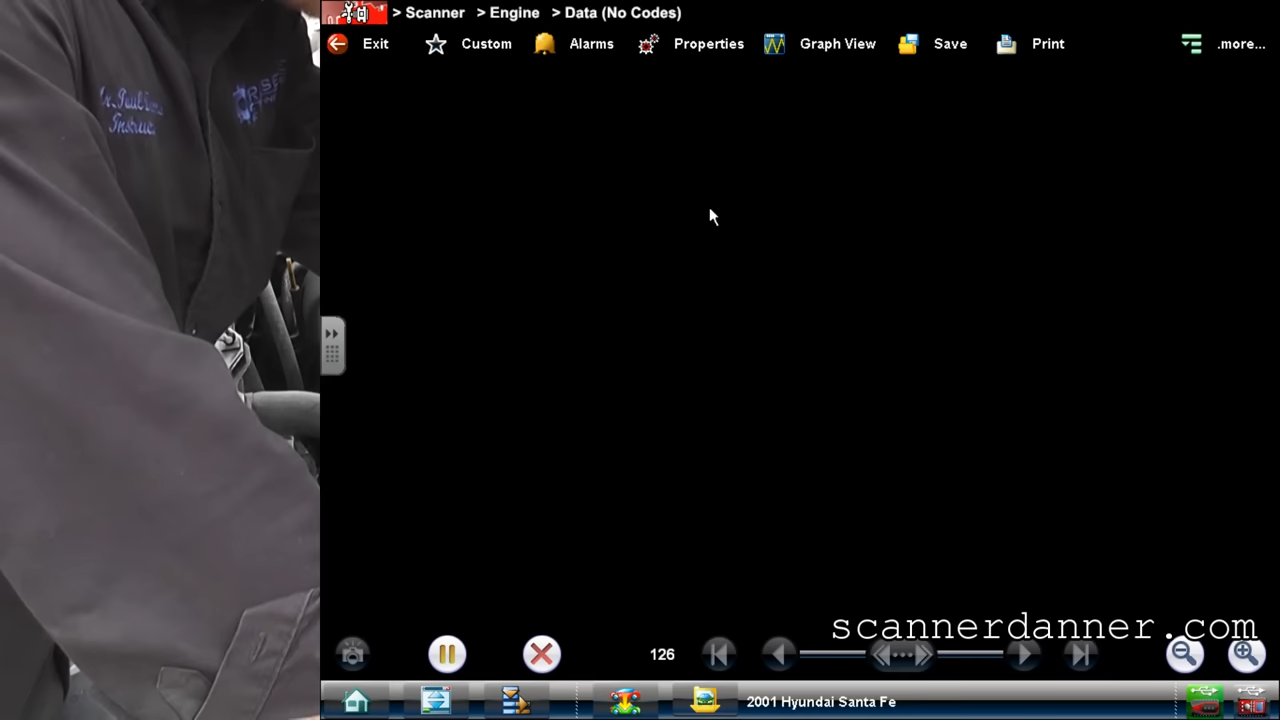 > Scanner > Engine > Data (No Codes)
Exit Custom Alarms Properties Graph View Save Print .more...
Paul
126
scannerdanner.com
2001 Hyundai Santa Fe